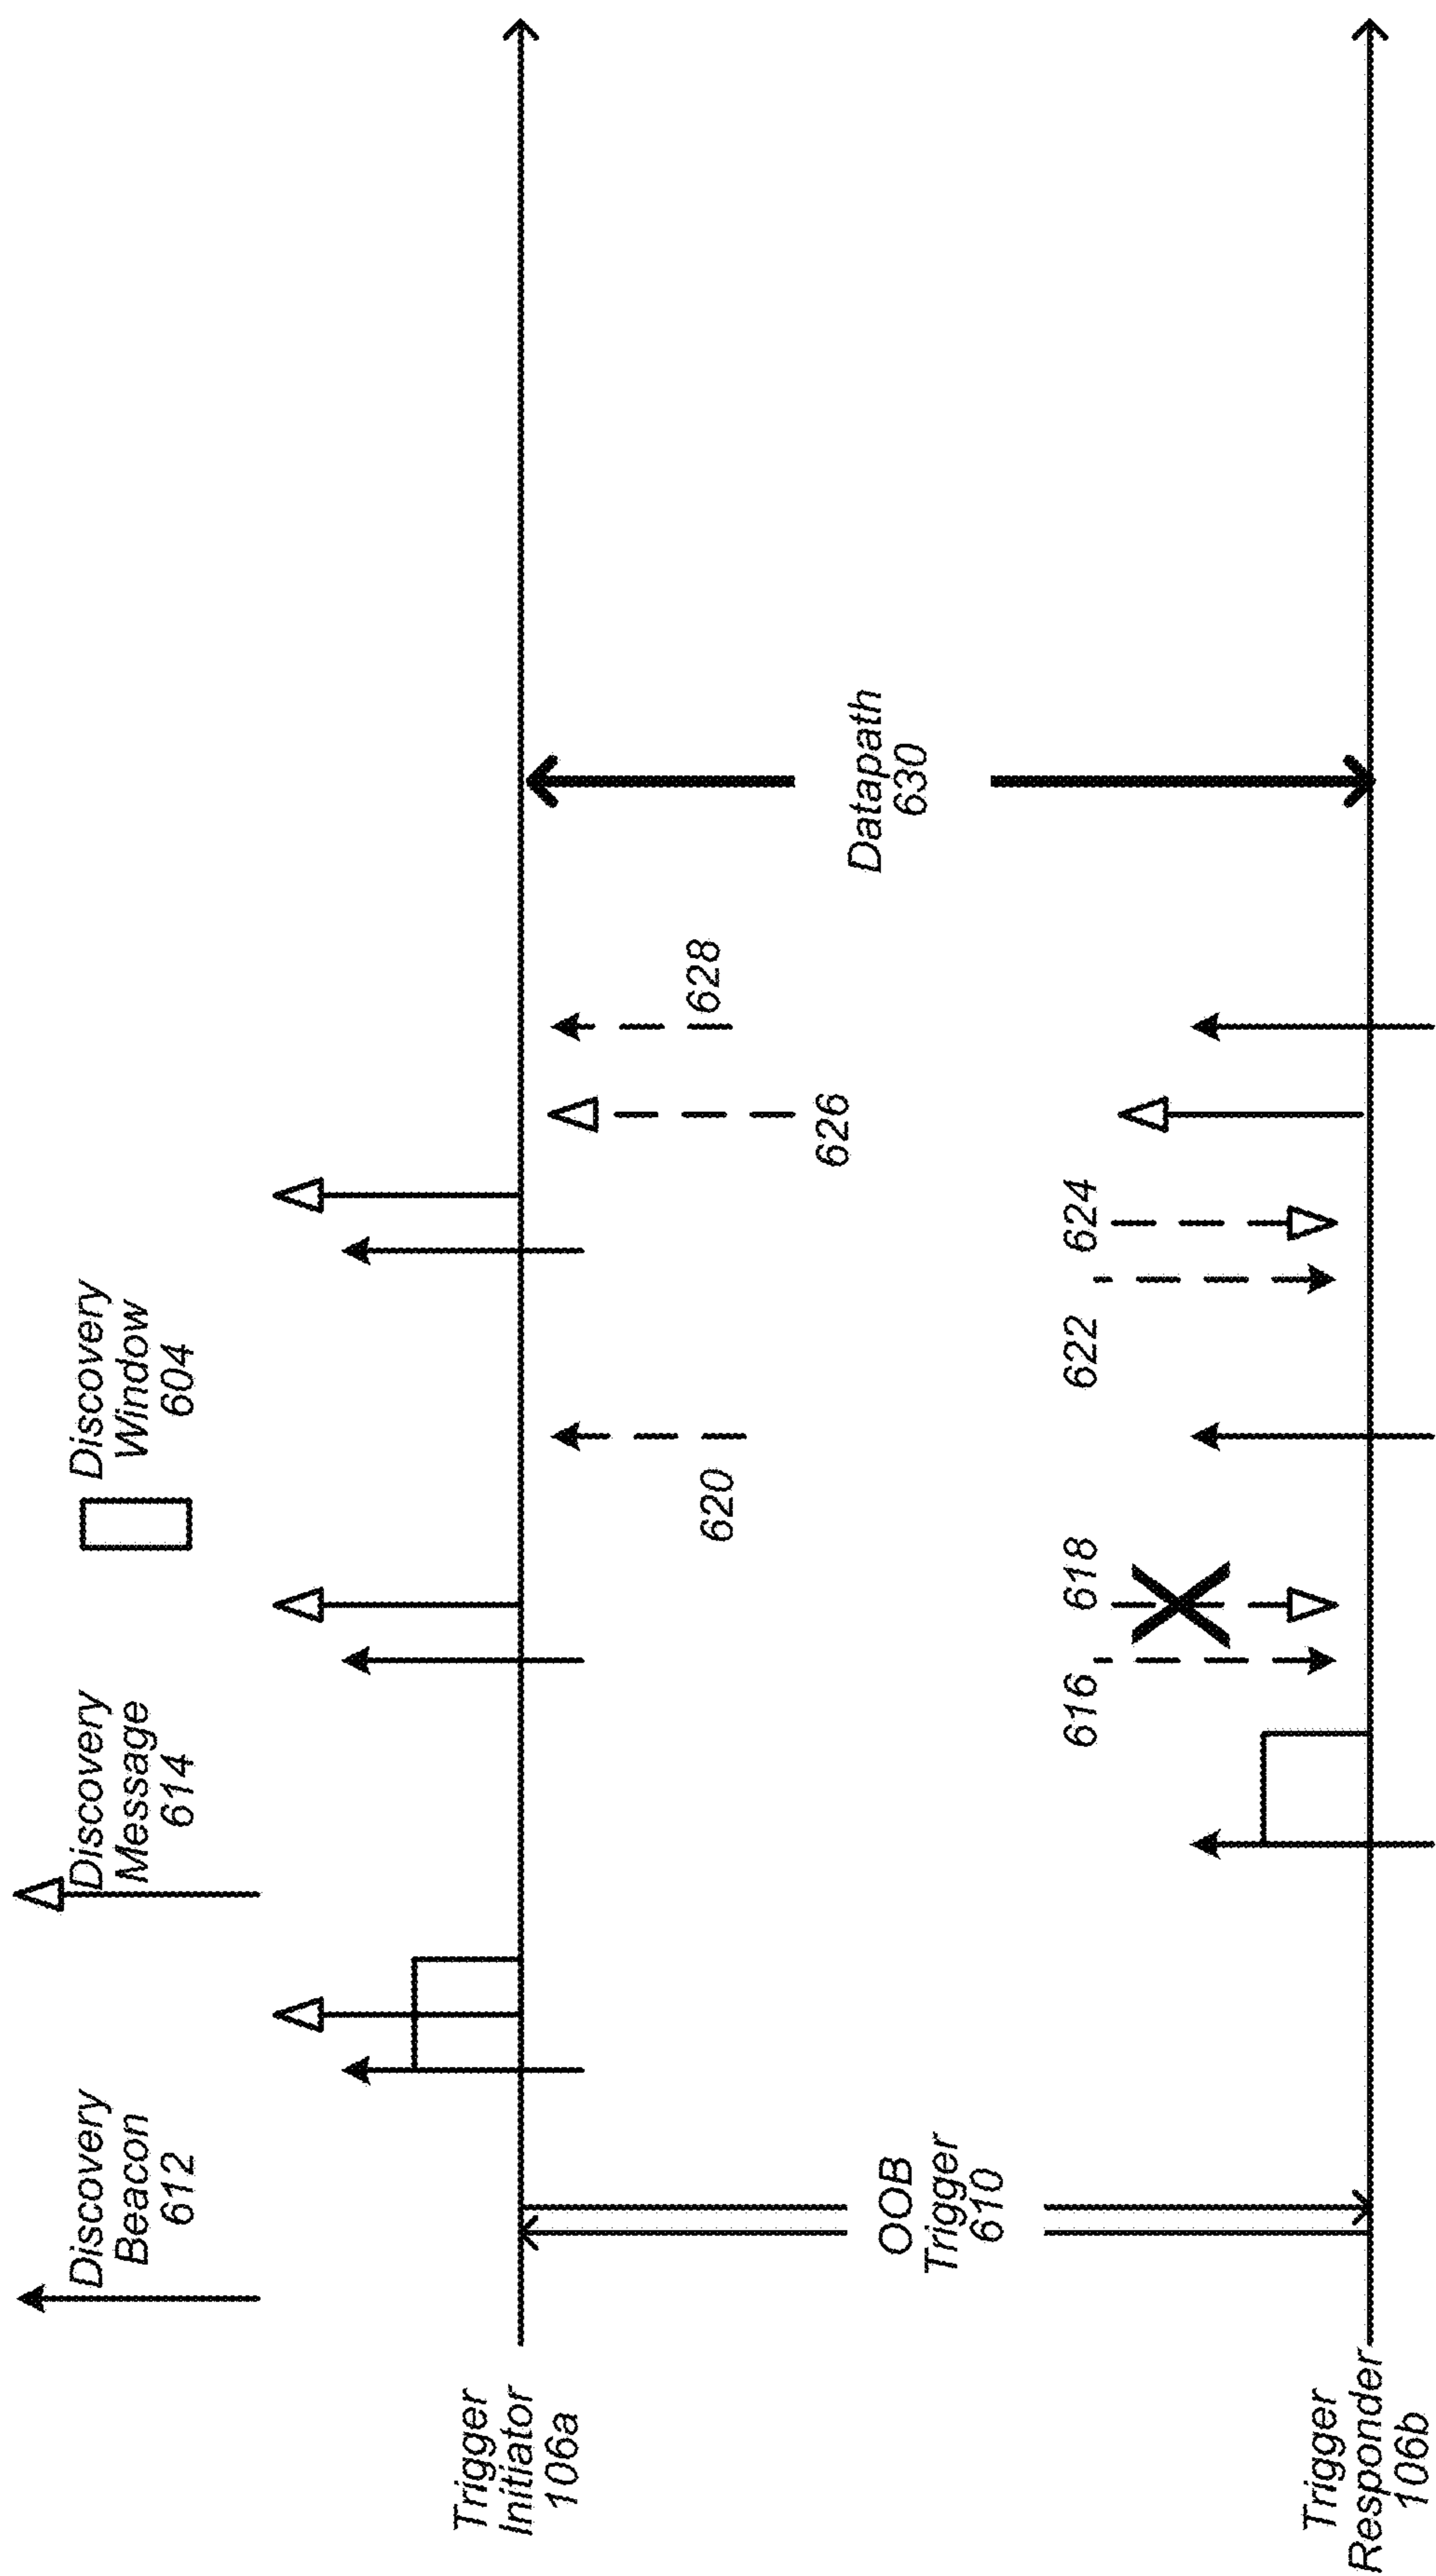 Discovery
Beacon
612
Discovery
Message
614
Discovery
Window
604
Trigger
Initiator
106a
OOB
Trigger
610
620
626
628
Datapath
630
616
618
622
624
Trigger
Responder
106b